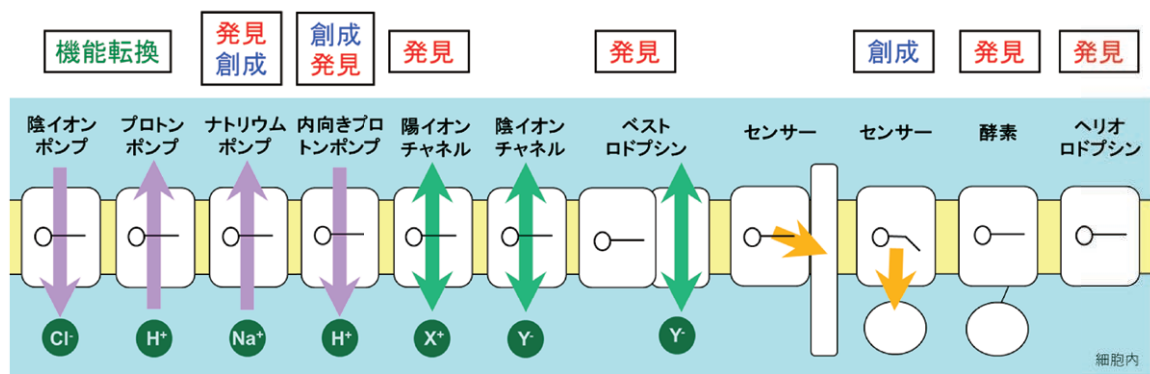 機能転換
発見
創成
創成
発見
発見
発見
創成
発見
発見
陰イオン
ポンプ
プロトン
ポンプ
ナトリウム
ポンプ
内向きプロ
トンポンプ
陽イオン
チャネル
陰イオン
チャネル
ベスト
ロドプシン
センサー
センサー
酵素
ヘリオ
ロドプシン
Cl-
H+
Na+
H+
X+
Y-
Y-
細胞内